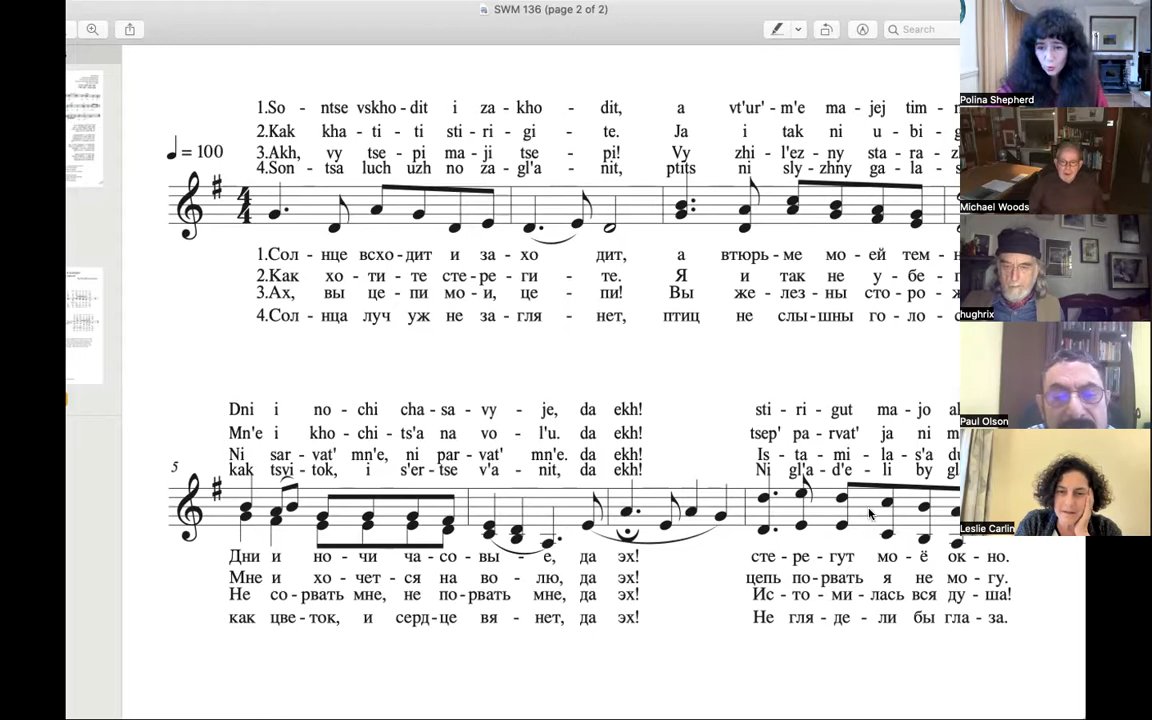 SWM 136 (page 2 of 2)
Search
1.So - ntse vskho - dit i za - kho - dit, a vt'ur' - m'e ma - jej tim -
2.Kak kha - ti - ti sti - ri - gi - te. Ja i tak ni u - bi -
3.Akh, vy tse - pi ma - ji tse - pi! Vy zhi - l'ez - ny sta - ra -
4.Son - tsa luch uzh no za - gl'a - nit, ptits ni sly - zhny ga - la -
= 100
4
4
1.Сол - нце всхо - дит и за - хо дит, а втюрь - ме мо - ей тем -
2.Как хо - ти - те сте - ре - ги - те. Я и так не у - бе -
3.Ах, вы це - пи мо - и, це - пи! Вы же - лез - ны сто - ро -
4.Сол - нца луч уж не за - гля - нет, птиц не слы - шны го - ло -
Dni i no - chi cha - sa - vy - je, da ekh! sti - ri - gut ma - jo
Mn'e i kho - chi - ts'a na vo - l'u. da ekh! tsep' pa - rvat' ja ni
Ni sar - vat' mn'e, ni par - vat' mn'e. da ekh! Is - ta - mi - la - s'a
kak tsvi - tok, i s'er - tse v'a - nit, da ekh! Ni gl'a - d'e - li by
5
Дни и но - чи ча - со - вы - е, да эх! сте - ре - гут мо - ё ок - но.
Мне и хо - чет - ся на во - лю, да эх! цепь по - рвать я не мо - гу.
Не со - рвать мне, не по - рвать мне, да эх! Ис - то - ми - лась вся ду - ша!
как цве - ток, и серд - це вя - нет, да эх! Не гля - де - ли бы гла - за.
Polina Shepherd
Michael Woods
hughrix
Paul Olson
Leslie Carlin